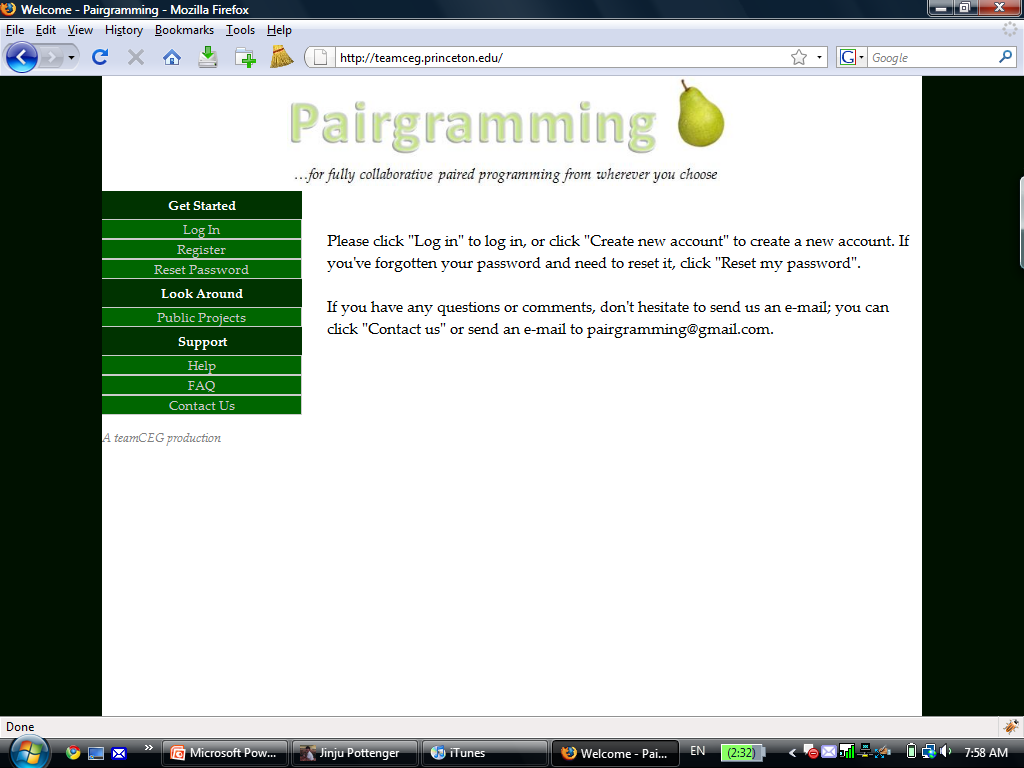 Welcome - Pairgramming - Mozilla Firefox
File Edit View History Bookmarks Tools Help
http://teamceg.princeton.edu/
G Google
Pairgramming
...for fully collaborative paired programming from wherever you choose
Get Started
Log In
Register
Reset Password
Look Around
Public Projects
Support
Help
FAQ
Contact Us
A teamCEG production
Please click "Log in" to log in, or click "Create new account" to create a new account. If
you've forgotten your password and need to reset it, click "Reset my password".
If you have any questions or comments, don't hesitate to send us an e-mail; you can
click "Contact us" or send an e-mail to pairgramming@gmail.com.
Done
Microsoft Pow... Jinju Pottenger iTunes Welcome - Pai... EN (2:32) 7:58 AM